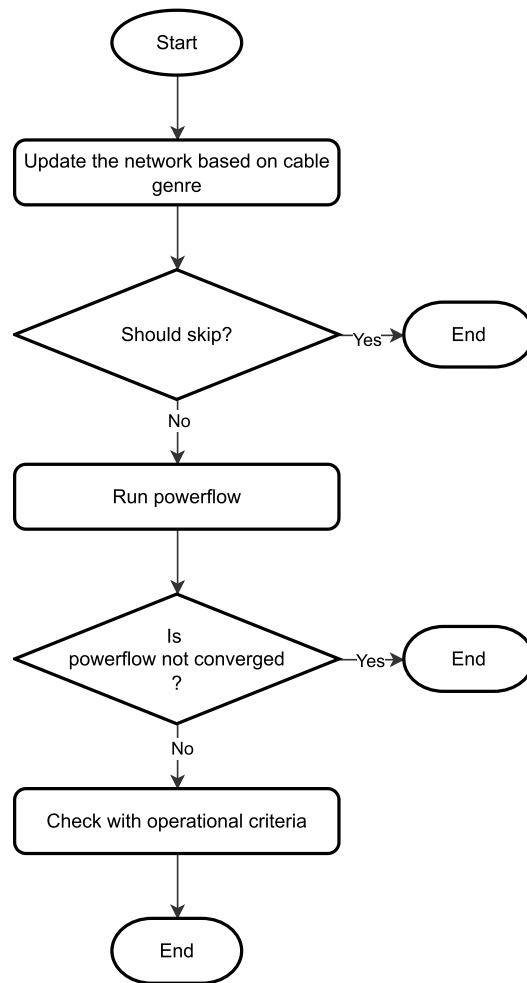 Start
Update the network based on cable
genre
Should skip?
Yes
End
No
Run powerflow
Is
powerflow not converged
?
Yes
End
No
Check with operational criteria
End